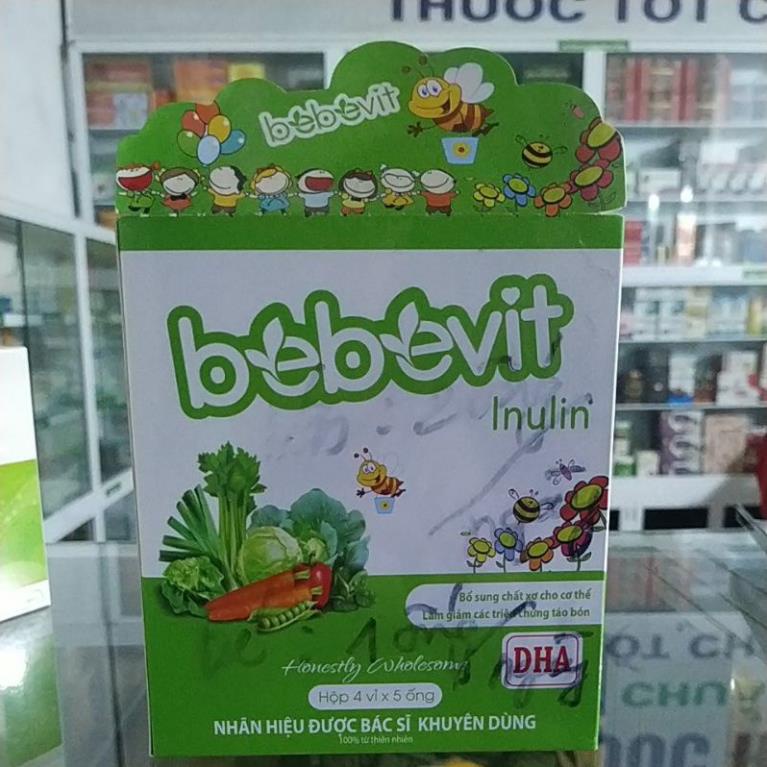 THUỐC TỐT C
bebevit
bebevit
Inulin
Bổ sung chất xơ cho cơ thể
Làm giảm các triệu chứng táo bón
Honestly Wholesome
DHA
Hộp 4 vỉ x 5 ống
NHÃN HIỆU ĐƯỢC BÁC SĨ KHUYÊN DÙNG
100% từ thiên nhiên